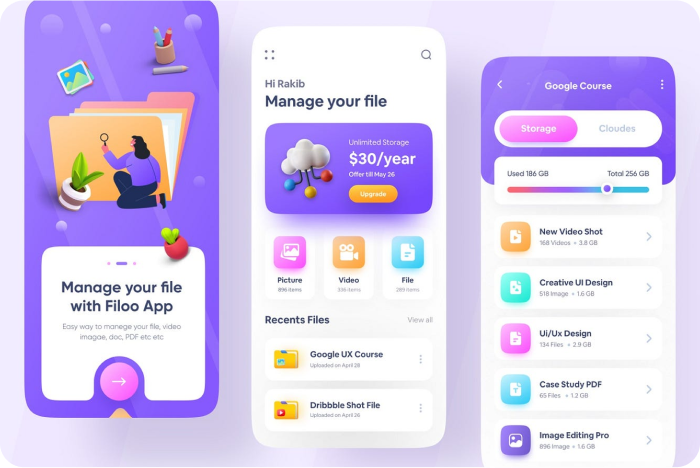 Manage your file
with Filoo App
Easy way to manege your file, video
imagae, doc, PDF etc etc
Hi Rakib
Manage your file
Unlimited Storage
$30/year
Offer till May 26
Upgrade
Picture
896 items
Video
File
Recents Files
View all
Google UX Course
Uploaded on April 28
Dribbble Shot File
Uploaded on April 26
Google Course
Storage
Cloudes
Used 186 GB
Total 256 GB
New Video Shot
168 Videos • 3.8 GB
Creative UI Design
518 Image • 1.6 GB
Ui/Ux Design
134 Files • 2.9 GB
Case Study PDF
65 Files • 1.2 GB
Image Editing Pro
896 Image • 1.6 GB